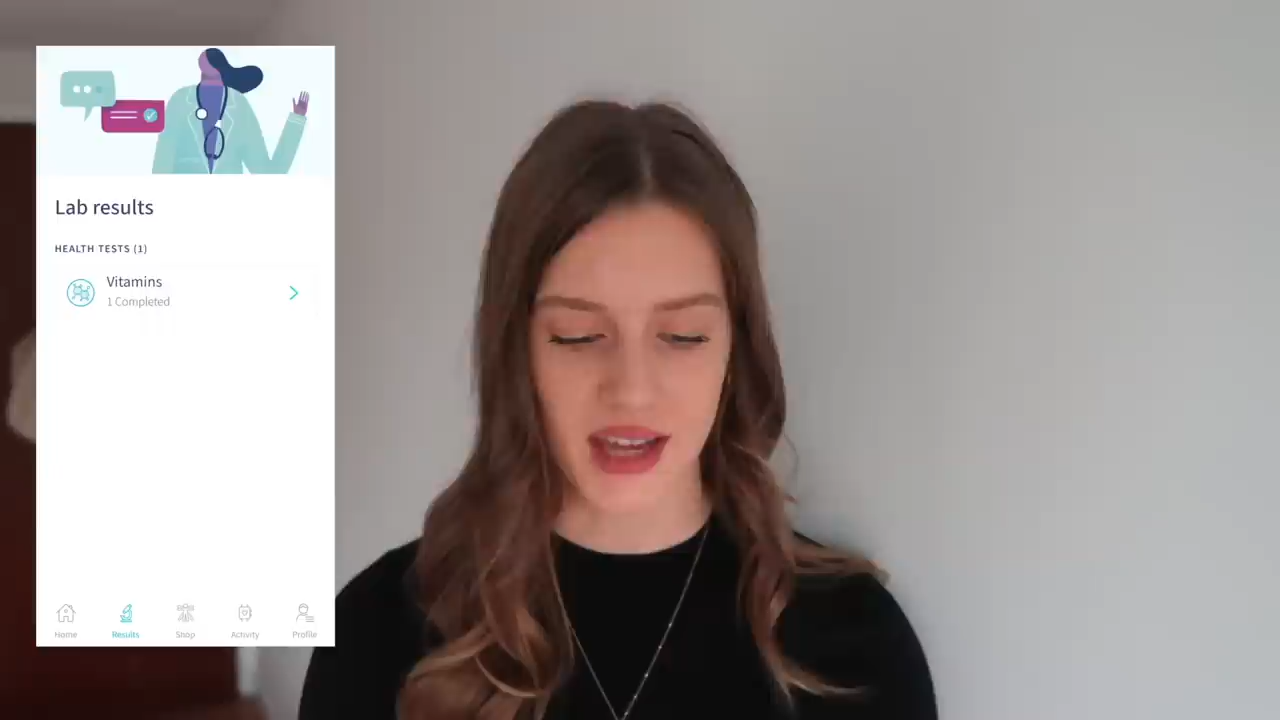 Lab results
HEALTH TESTS (1)
Vitamins
1 Completed
Home
Results
Shop
Activity
Profile